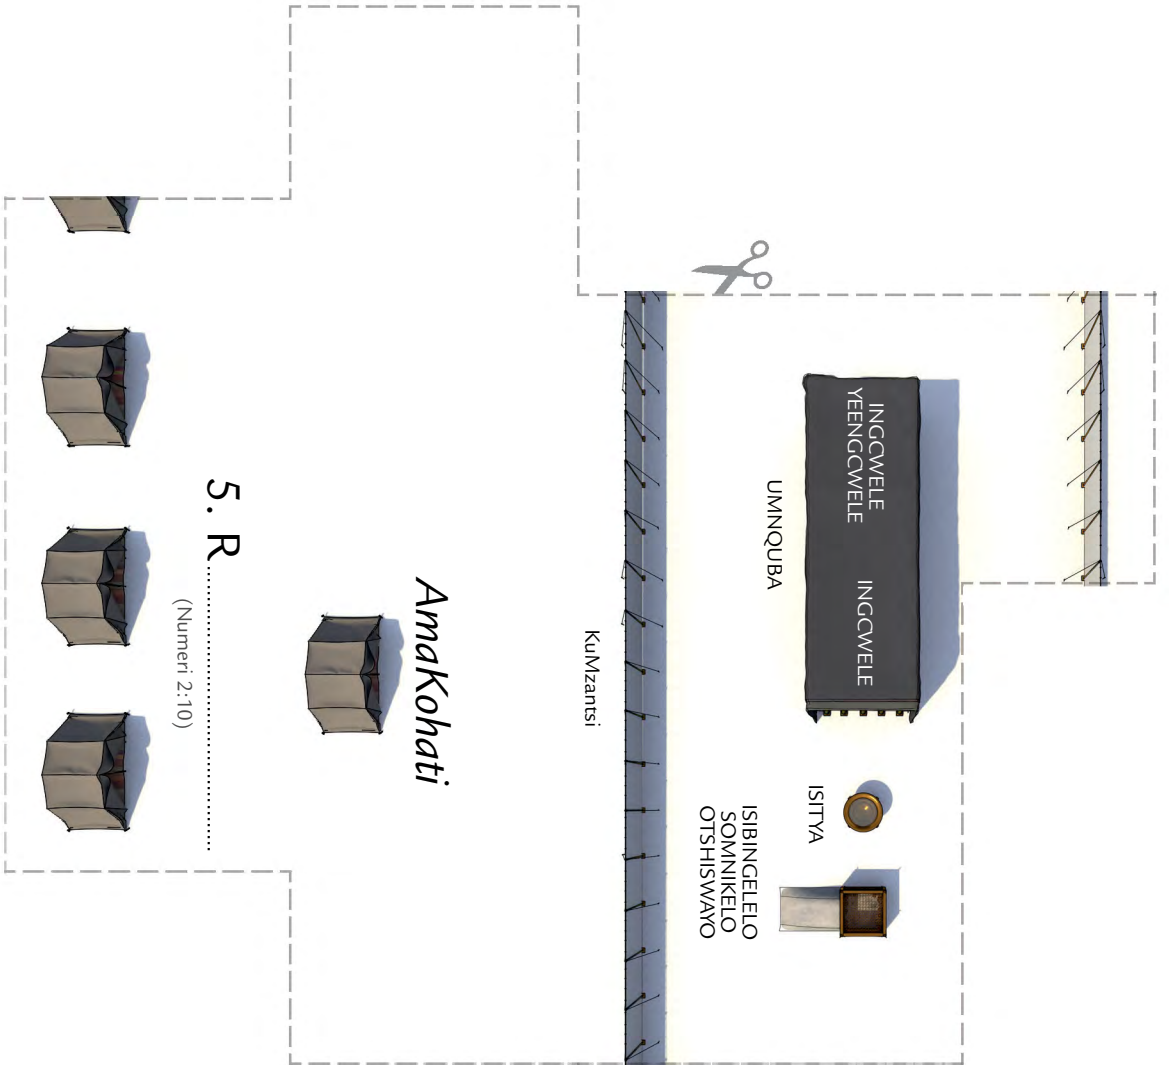 INGCWELE
YEENGCWELE
INGCWELE
UMNQUBA
ISITYA
ISIBINGELELO
SOMNIKELO
OTSHISWAYO
KuMzantsi
AmaKohati
5. R..........................................
(Numeri 2:10)